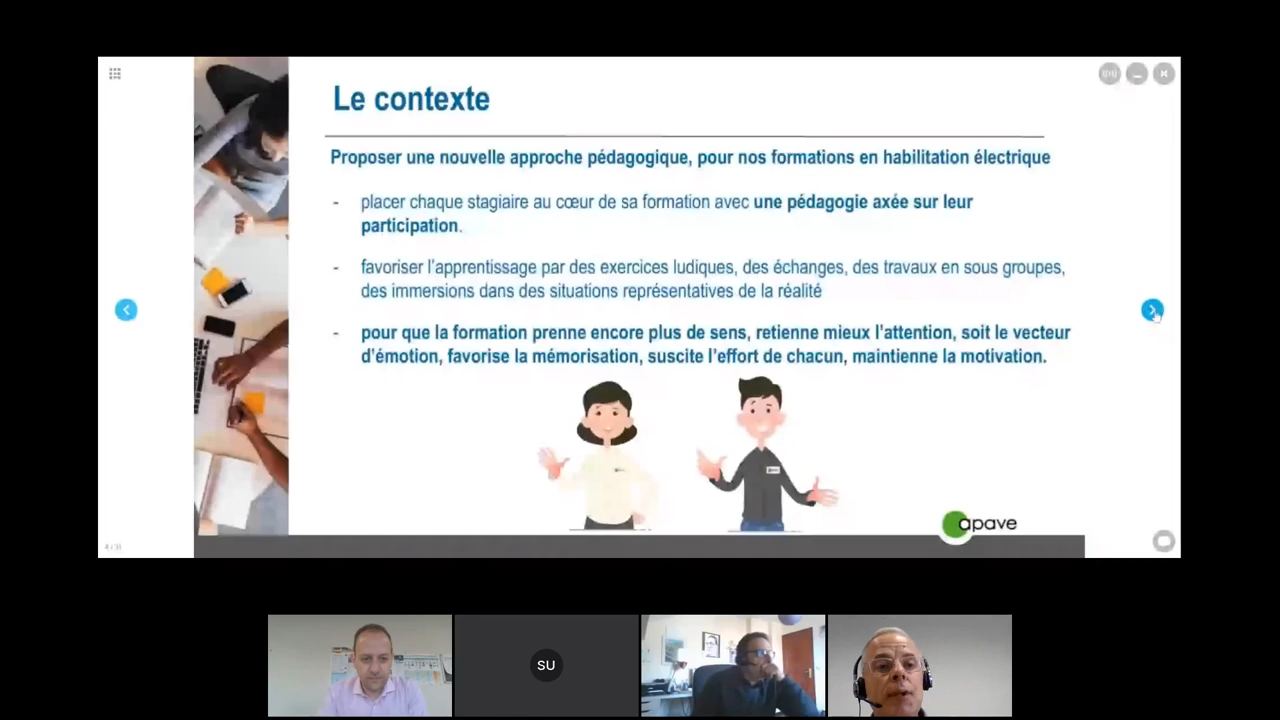 Le contexte
Proposer une nouvelle approche pédagogique, pour nos formations en habilitation électrique
- placer chaque stagiaire au cœur de sa formation avec une pédagogie axée sur leur
participation.
- favoriser l'apprentissage par des exercices ludiques, des échanges, des travaux en sous groupes,
des immersions dans des situations représentatives de la réalité
- pour que la formation prenne encore plus de sens, retienne mieux l'attention, soit le vecteur
d'émotion, favorise la mémorisation, suscite l'effort de chacun, maintienne la motivation.
apave
SU